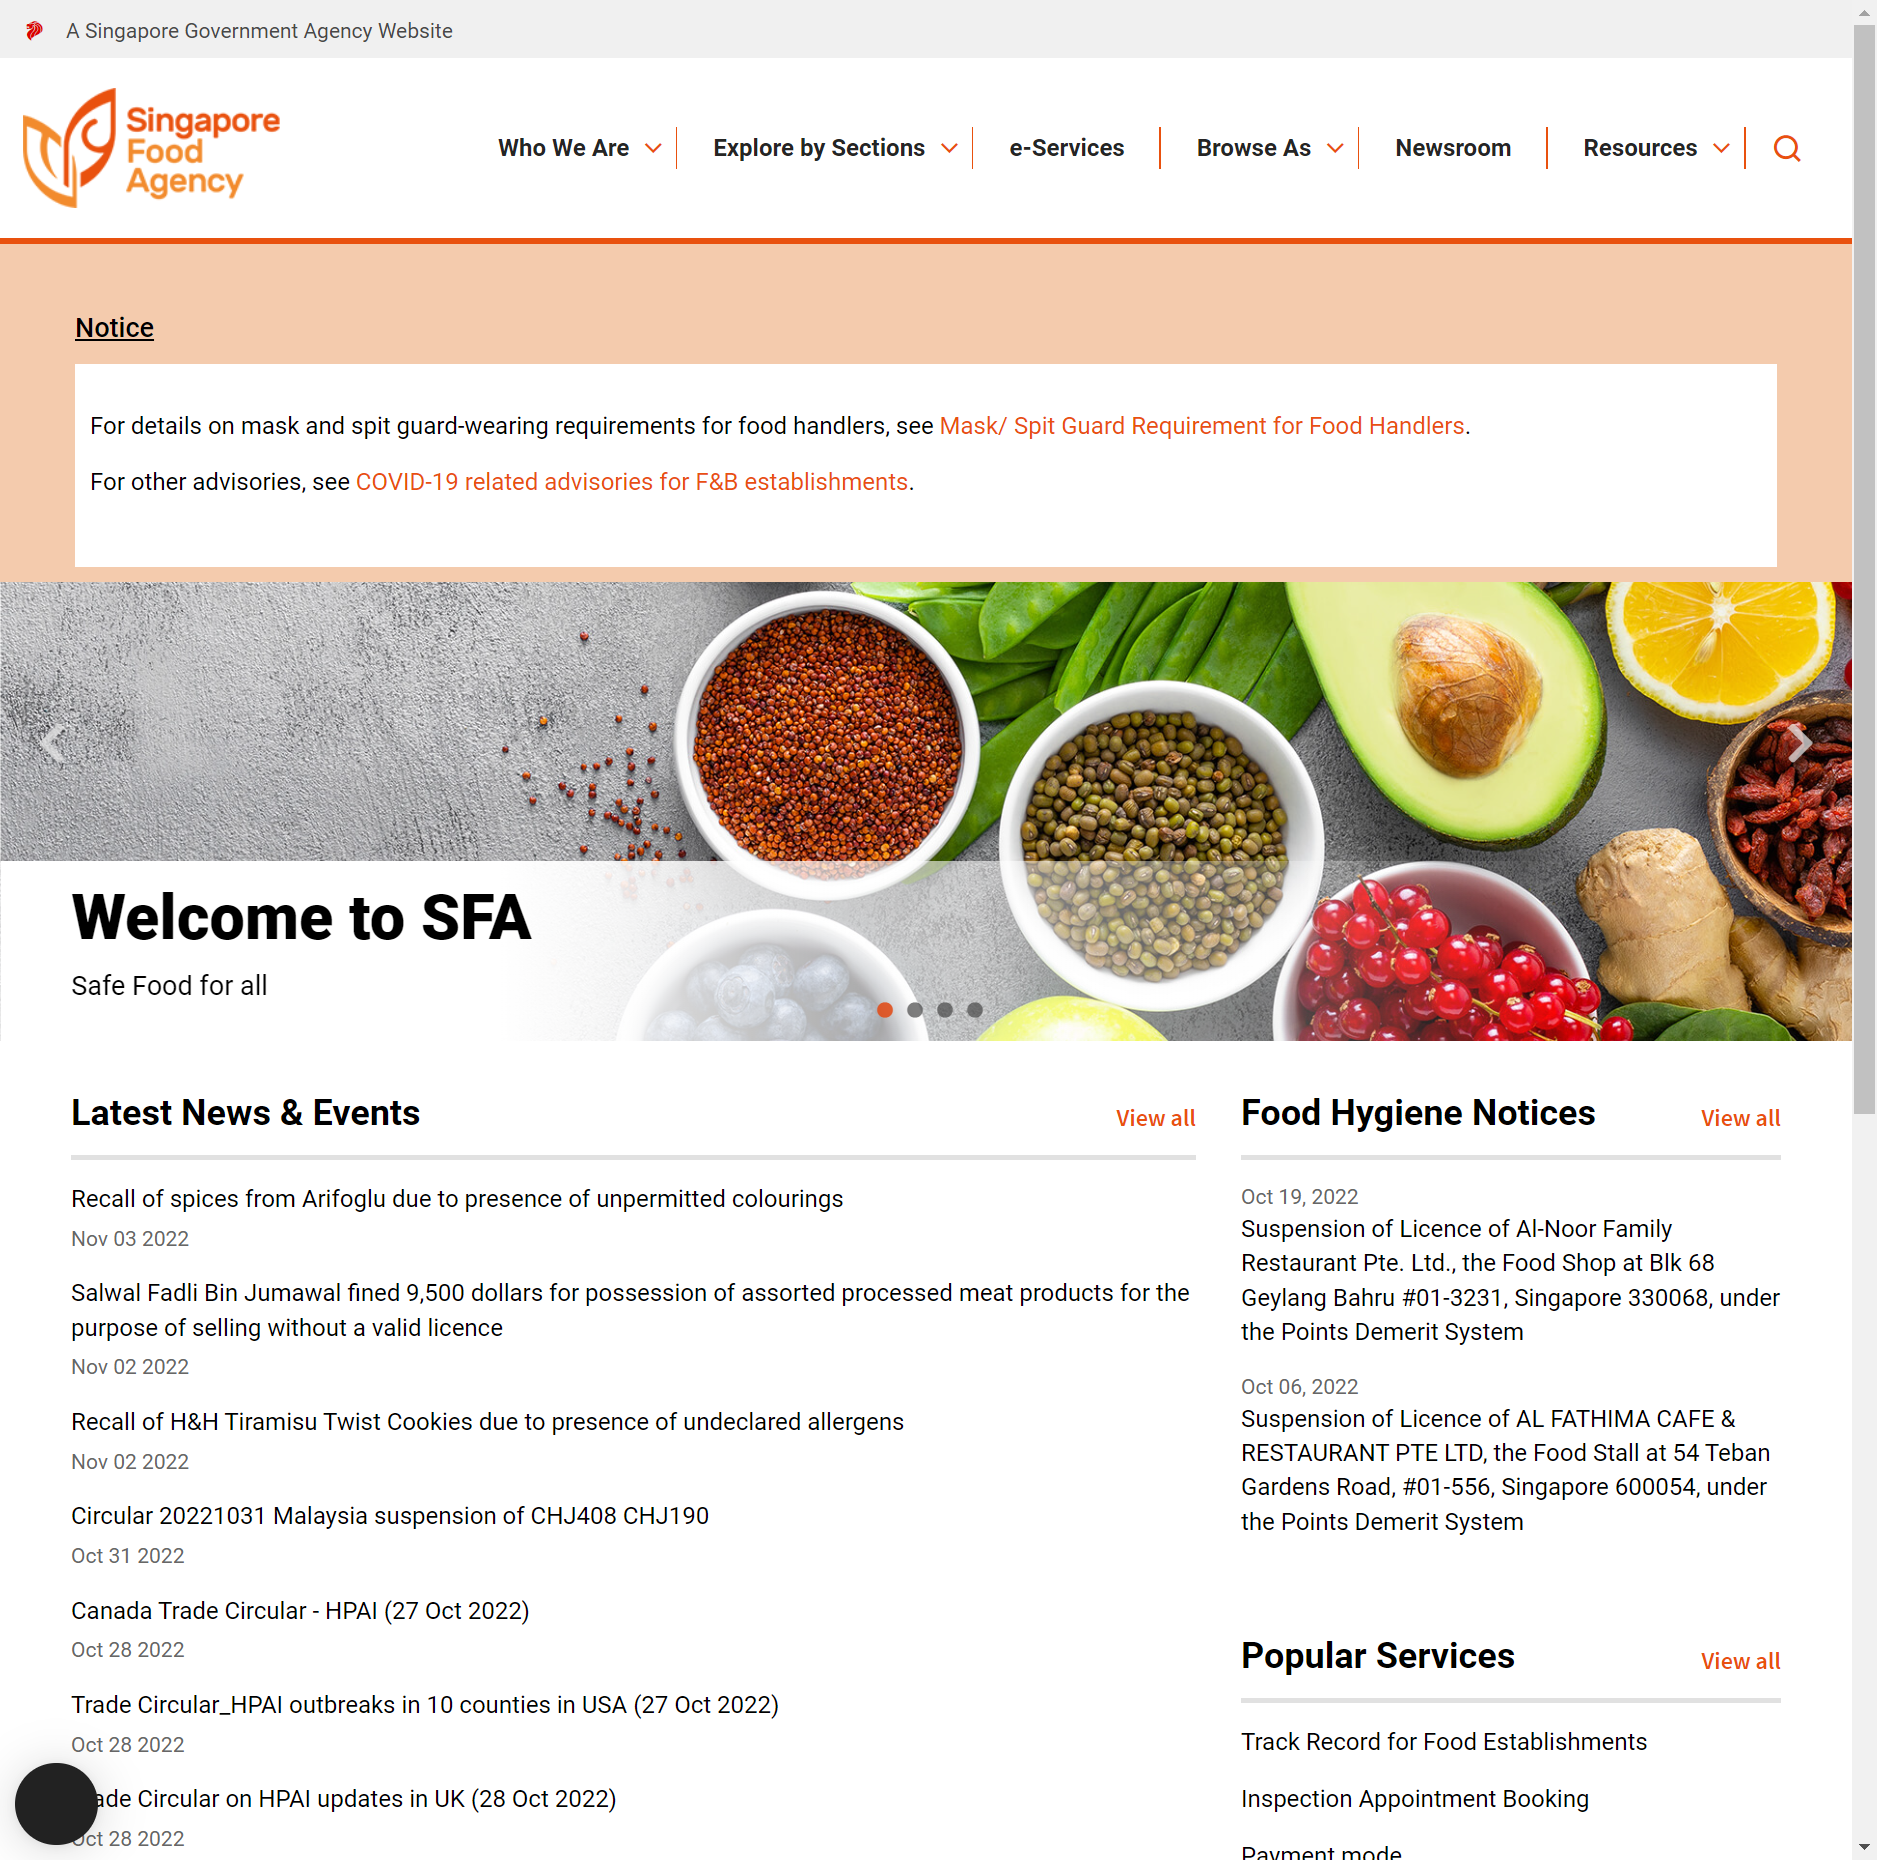 A Singapore Government Agency Website
Singapore
Food
Agency
Who We Are
Explore by Sections
e-Services
Browse As
Newsroom
Resources
Notice
For details on mask and spit guard-wearing requirements for food handlers, see Mask/ Spit Guard Requirement for Food Handlers.
For other advisories, see COVID-19 related advisories for F&B establishments.
Welcome to SFA
Safe Food for all
Latest News & Events
View all
Recall of spices from Arifoglu due to presence of unpermitted colourings
Nov 03 2022
Salwal Fadli Bin Jumawal fined 9,500 dollars for possession of assorted processed meat products for the
purpose of selling without a valid licence
Nov 02 2022
Recall of H&H Tiramisu Twist Cookies due to presence of undeclared allergens
Nov 02 2022
Circular 20221031 Malaysia suspension of CHJ408 CHJ190
Oct 31 2022
Canada Trade Circular - HPAI (27 Oct 2022)
Oct 28 2022
Trade Circular_HPAI outbreaks in 10 counties in USA (27 Oct 2022)
Oct 28 2022
ade Circular on HPAI updates in UK (28 Oct 2022)
Oct 28 2022
Food Hygiene Notices
View all
Oct 19, 2022
Suspension of Licence of Al-Noor Family
Restaurant Pte. Ltd., the Food Shop at Blk 68
Geylang Bahru #01-3231, Singapore 330068, under
the Points Demerit System
Oct 06, 2022
Suspension of Licence of AL FATHIMA CAFE &
RESTAURANT PTE LTD, the Food Stall at 54 Teban
Gardens Road, #01-556, Singapore 600054, under
the Points Demerit System
Popular Services
View all
Track Record for Food Establishments
Inspection Appointment Booking
Payment mode